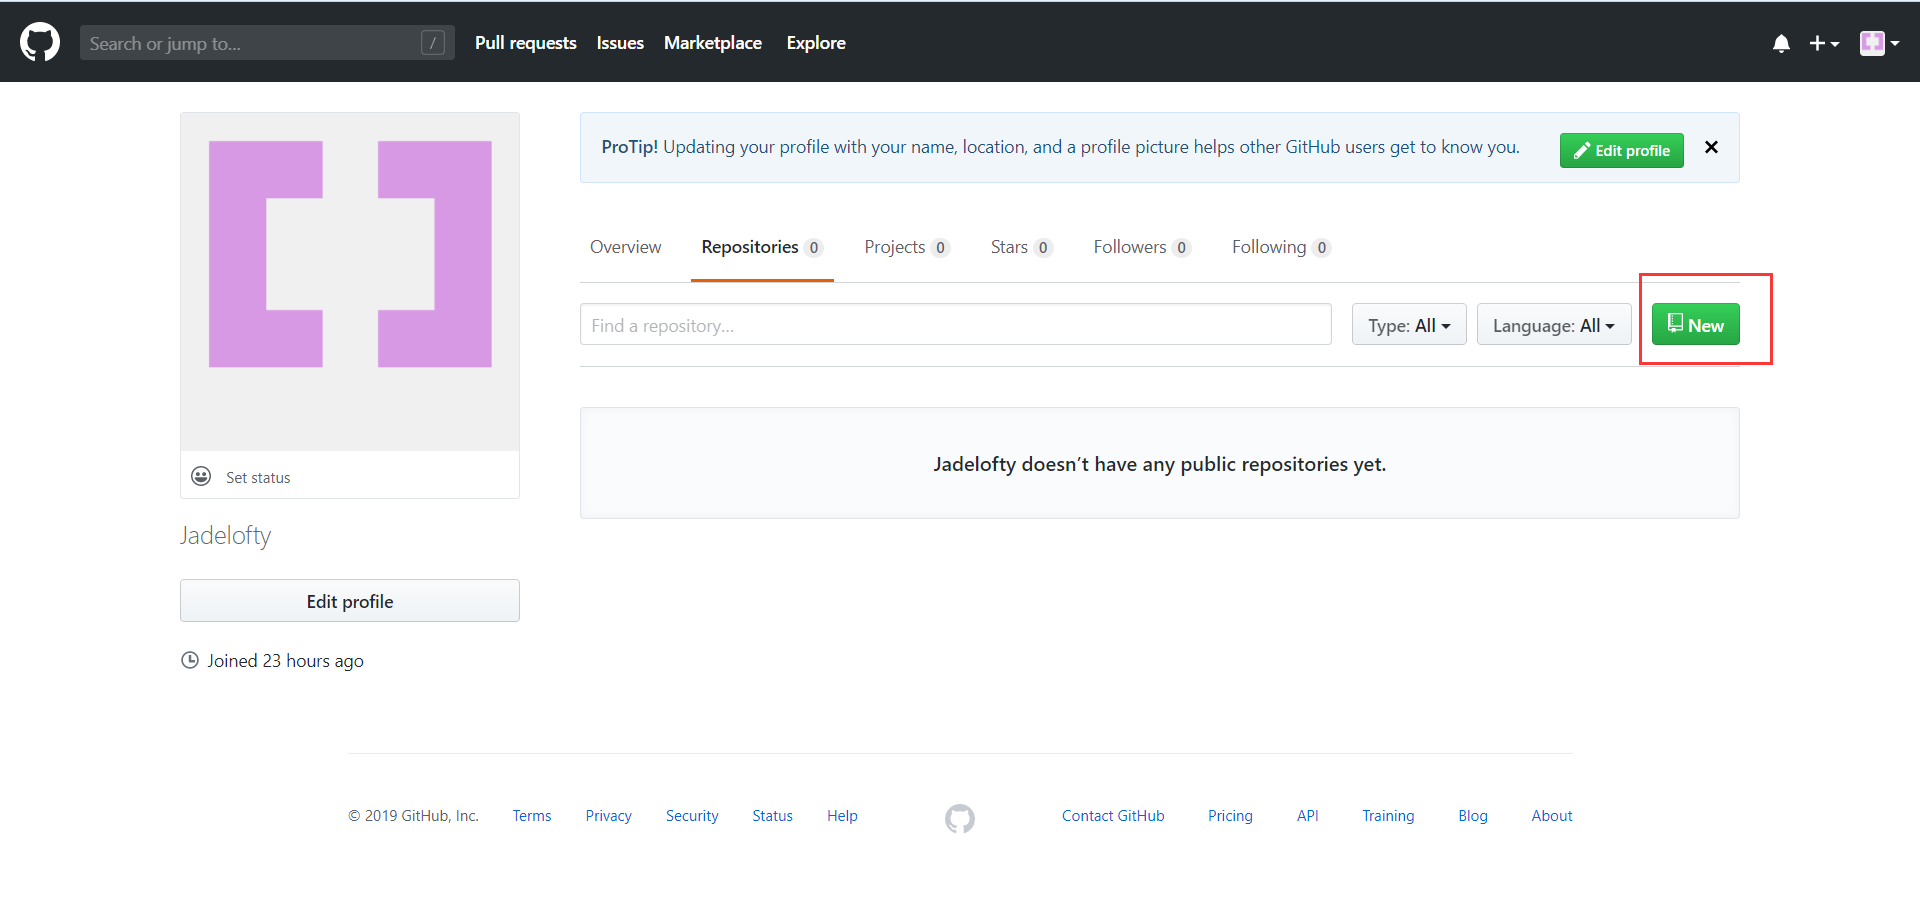 Search or jump to... /
Pull requests Issues Marketplace Explore
ProTip! Updating your profile with your name, location, and a profile picture helps other GitHub users get to know you.
Edit profile
Overview Repositories 0 Projects 0 Stars 0 Followers 0 Following 0
Find a repository... Type: All Language: All New
Jadelofty doesn’t have any public repositories yet.
Set status
Jadelofty
Edit profile
Joined 23 hours ago
© 2019 GitHub, Inc. Terms Privacy Security Status Help Contact GitHub Pricing API Training Blog About